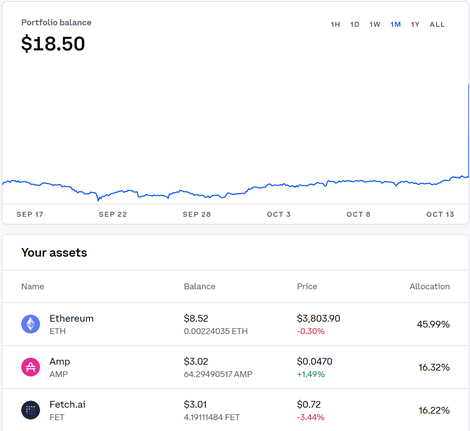 Portfolio balance
1H 1D 1W 1M 1Y ALL
$18.50
SEP 17 SEP 22 SEP 28 OCT 3 OCT 8 OCT 13
Your assets
Name Balance Price Allocation
Ethereum $8.52 $3,803.90 45.99%
ETH 0.00224035 ETH -0.30%
Amp $3.02 $0.0470 16.32%
AMP 64.29490517 AMP +1.49%
Fetch.ai $3.01 $0.72 16.22%
FET 4.19111484 FET -3.44%